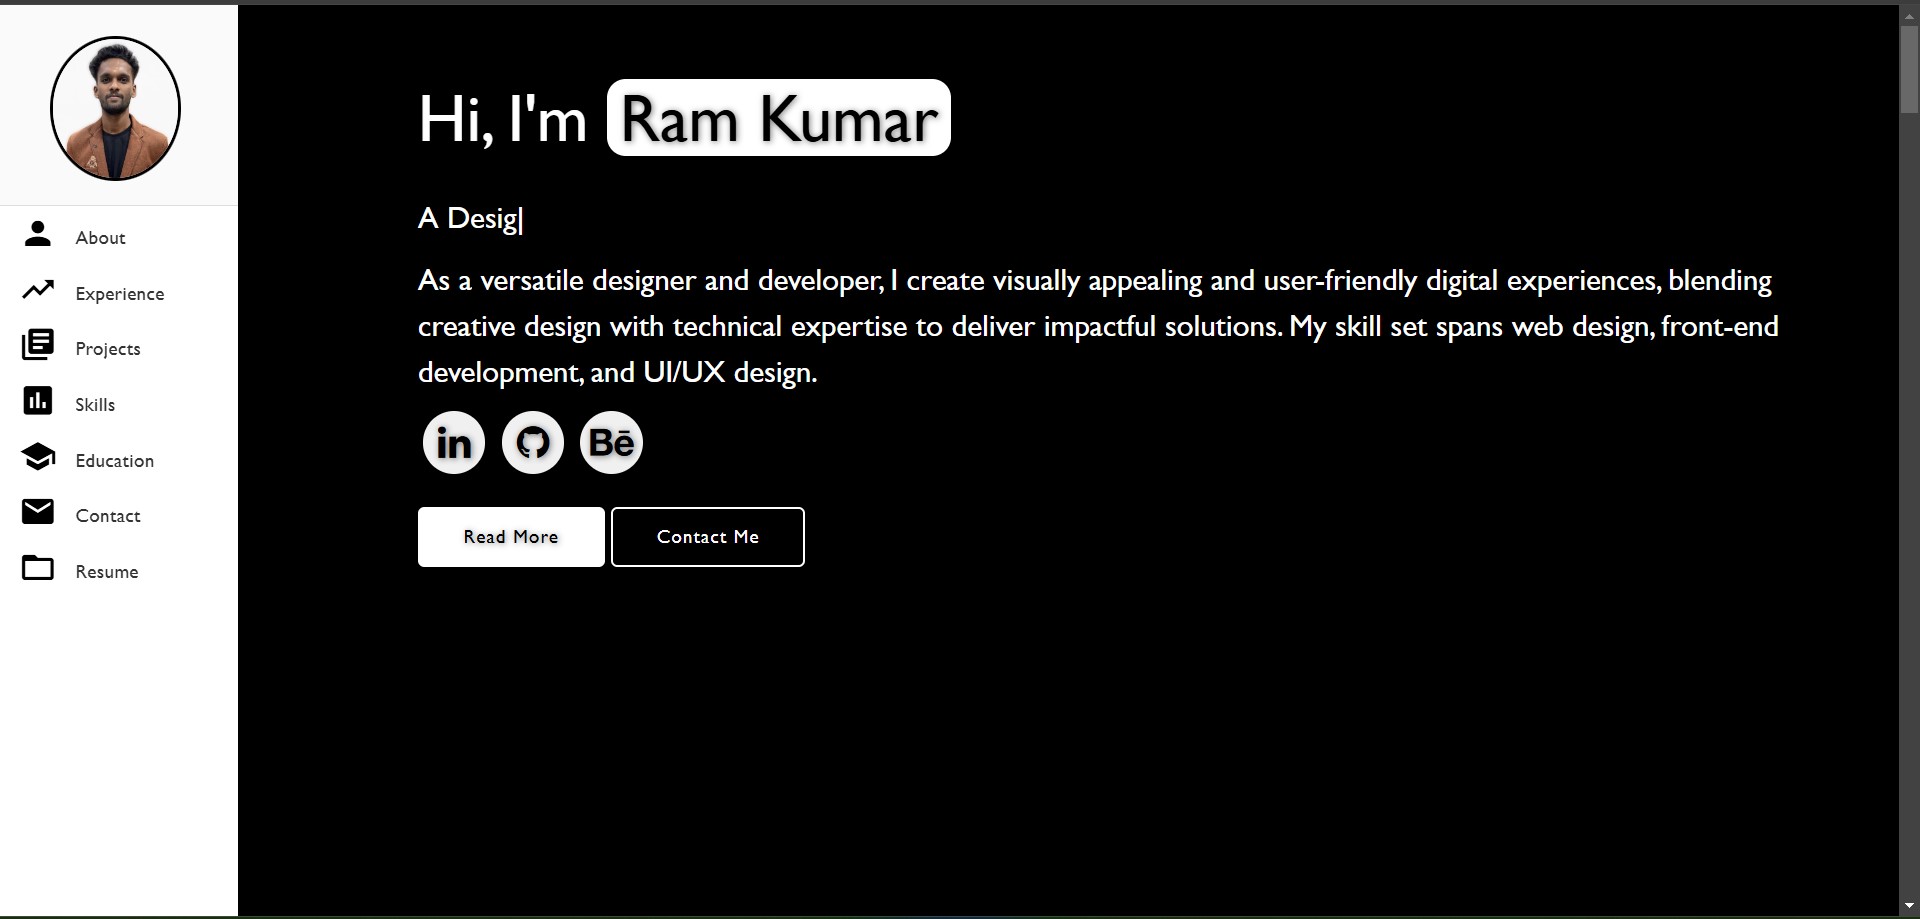 About
Experience
Projects
Skills
Education
Contact
Resume
Hi, I'm Ram Kumar
A Desig|
As a versatile designer and developer, I create visually appealing and user-friendly digital experiences, blending
creative design with technical expertise to deliver impactful solutions. My skill set spans web design, front-end
development, and UI/UX design.
in Bē
Read More Contact Me